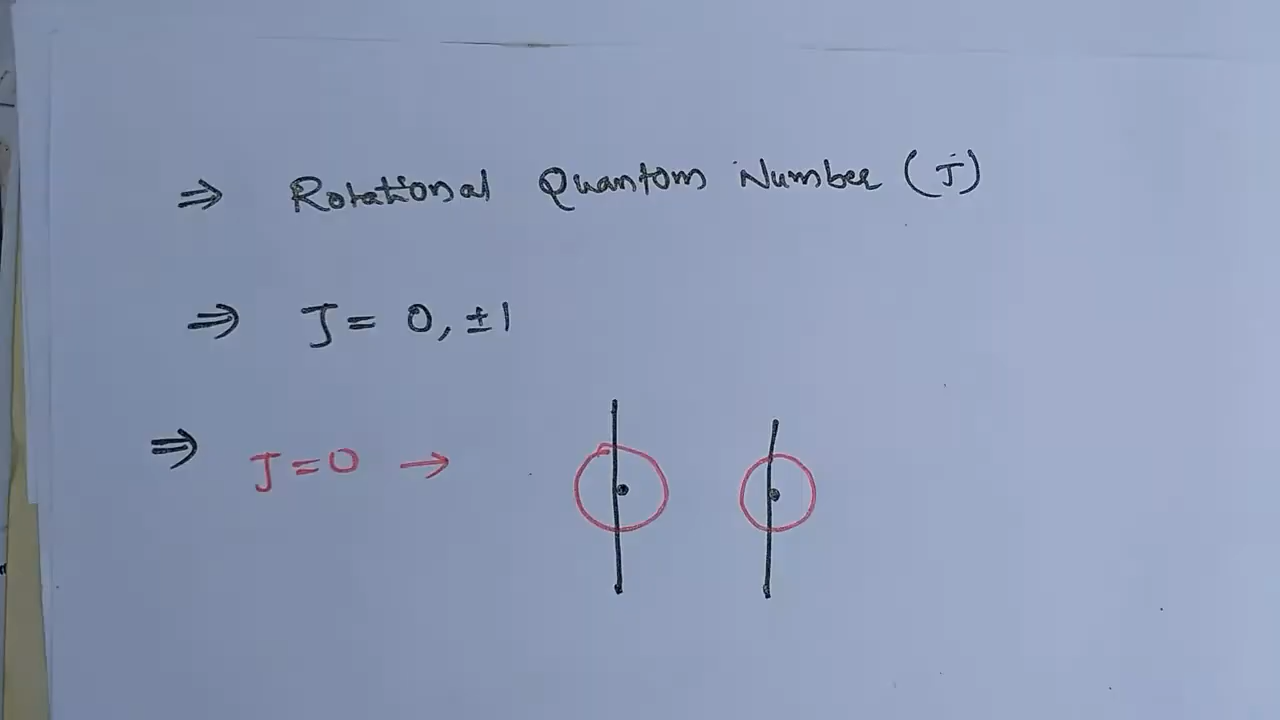 ⇒ Rotational Quantom Number (J)
⇒ J = 0, ±1
⇒ J = 0 →